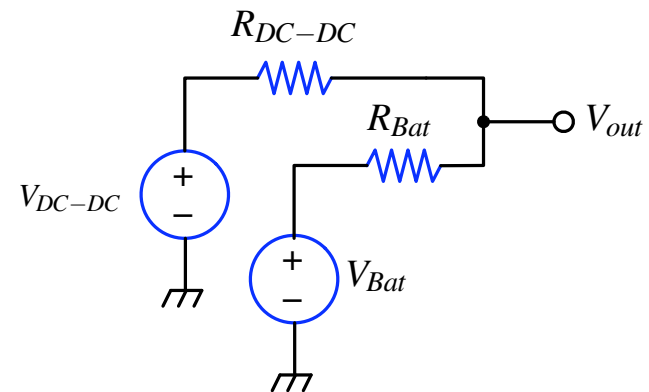 R_{DC-DC}
R_{Bat}
V_{out}
+
V_{DC-DC}
−
+
V_{Bat}
−